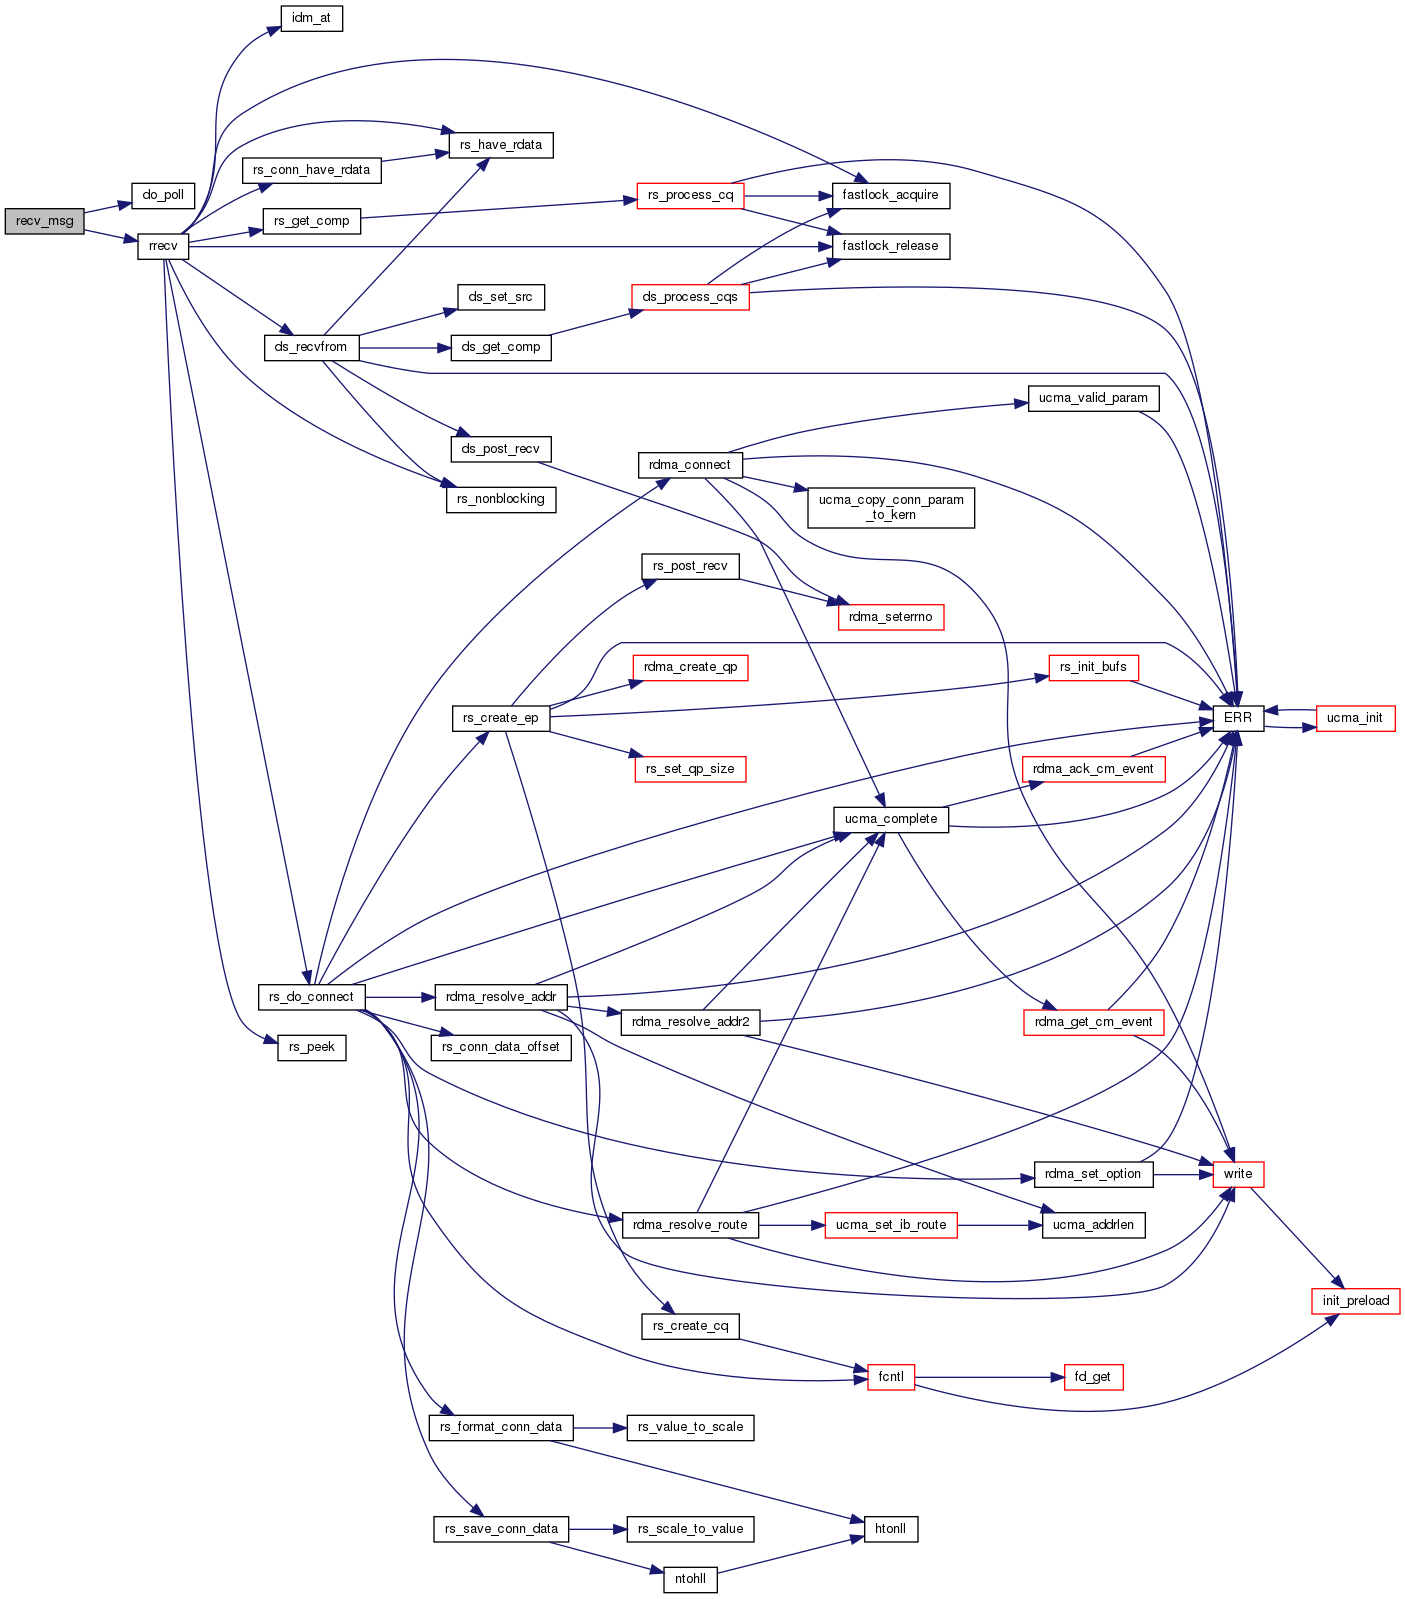 idm_at
rs_have_rdata
rs_conn_have_rdata
do_poll
rs_process_cq
fastlock_acquire
recv_msg
rs_get_comp
rrecv
fastlock_release
ds_set_src
ds_process_cqs
ds_recvfrom
ds_get_comp
ucma_valid_param
ds_post_recv
rdma_connect
rs_nonblocking
ucma_copy_conn_param
_to_kern
rs_post_recv
rdma_seterrno
rdma_create_qp
rs_init_bufs
rs_create_ep
ERR
ucma_init
rs_set_qp_size
rdma_ack_cm_event
ucma_complete
rs_do_connect
rdma_resolve_addr
rdma_resolve_addr2
rdma_get_cm_event
rs_peek
rs_conn_data_offset
rdma_set_option
write
rdma_resolve_route
ucma_set_ib_route
ucma_addrlen
init_preload
rs_create_cq
fcntl
fd_get
rs_format_conn_data
rs_value_to_scale
rs_save_conn_data
rs_scale_to_value
htonll
ntohll